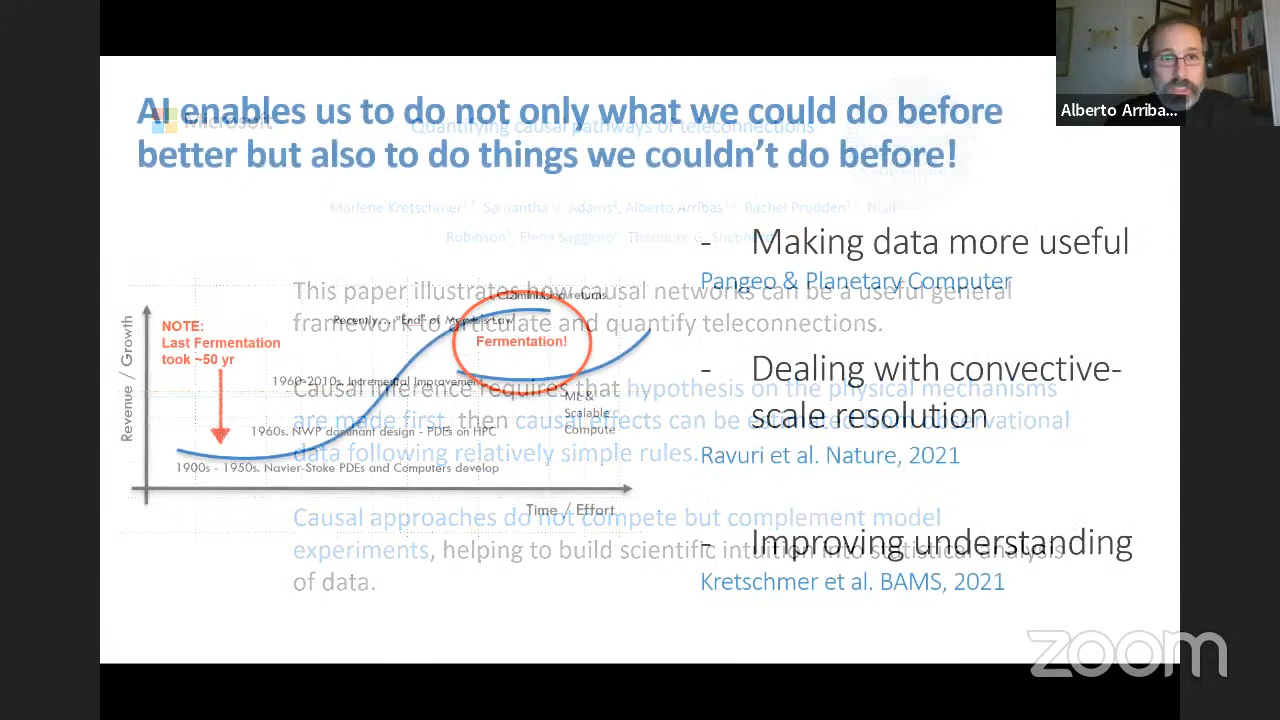 AI enables us to do not only what we could do before
better but also to do things we couldn't do before!
Microsoft
Quantifying causal pathways of teleconnections
Marlene Kretschmer Samantha V. Adams, Alberto Arribas Rachel Prudden Niall
Robinson, Elena Saggioro, Theodore G. Shepherd
- Making data more useful
Pangeo & Planetary Computer
This paper illustrates how causal networks can be a useful general
framework to articulate and quantify teleconnections.
Causal inference requires that hypothesis on the physical mechanisms
are made first, then causal effects can be estimated from observational
data following relatively simple rules.
Causal approaches do not compete but complement model
experiments, helping to build scientific intuition into statistical analysis
of data.
- Dealing with convective-
scale resolution
Ravuri et al. Nature, 2021
- Improving understanding
Kretschmer et al. BAMS, 2021
Revenue / Growth
NOTE:
Last Fermentation
took ~50 yr
Recently... "End" of Moore's Law
Fermentation!
1960-2010s. Incremental Improvement
ML &
Scalable
Compute
1960s. NWP dominant design - PDEs on HPC
1900s - 1950s. Navier-Stoke PDEs and Computers develop
Time / Effort
Alberto Arriba...
zoom